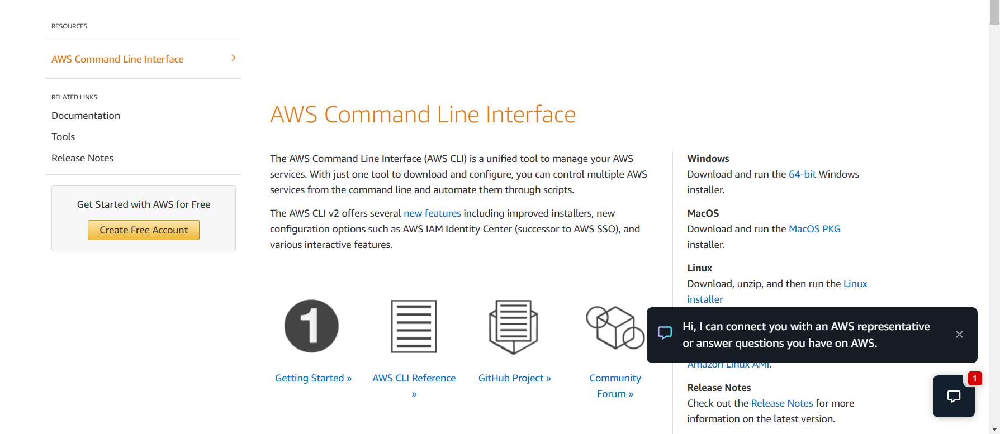 RESOURCES
AWS Command Line Interface
RELATED LINKS
Documentation
Tools
Release Notes
Get Started with AWS for Free
Create Free Account
AWS Command Line Interface
The AWS Command Line Interface (AWS CLI) is a unified tool to manage your AWS
services. With just one tool to download and configure, you can control multiple AWS
services from the command line and automate them through scripts.
The AWS CLI v2 offers several new features including improved installers, new
configuration options such as AWS IAM Identity Center (successor to AWS SSO), and
various interactive features.
1
Getting Started »
AWS CLI Reference
»
GitHub Project »
Community
Forum »
Windows
Download and run the 64-bit Windows
installer.
MacOS
Download and run the MacOS PKG
installer.
Linux
Download, unzip, and then run the Linux
installer
Hi, I can connect you with an AWS representative
or answer questions you have on AWS.
Amazon Linux AMI.
Release Notes
Check out the Release Notes for more
information on the latest version.
1